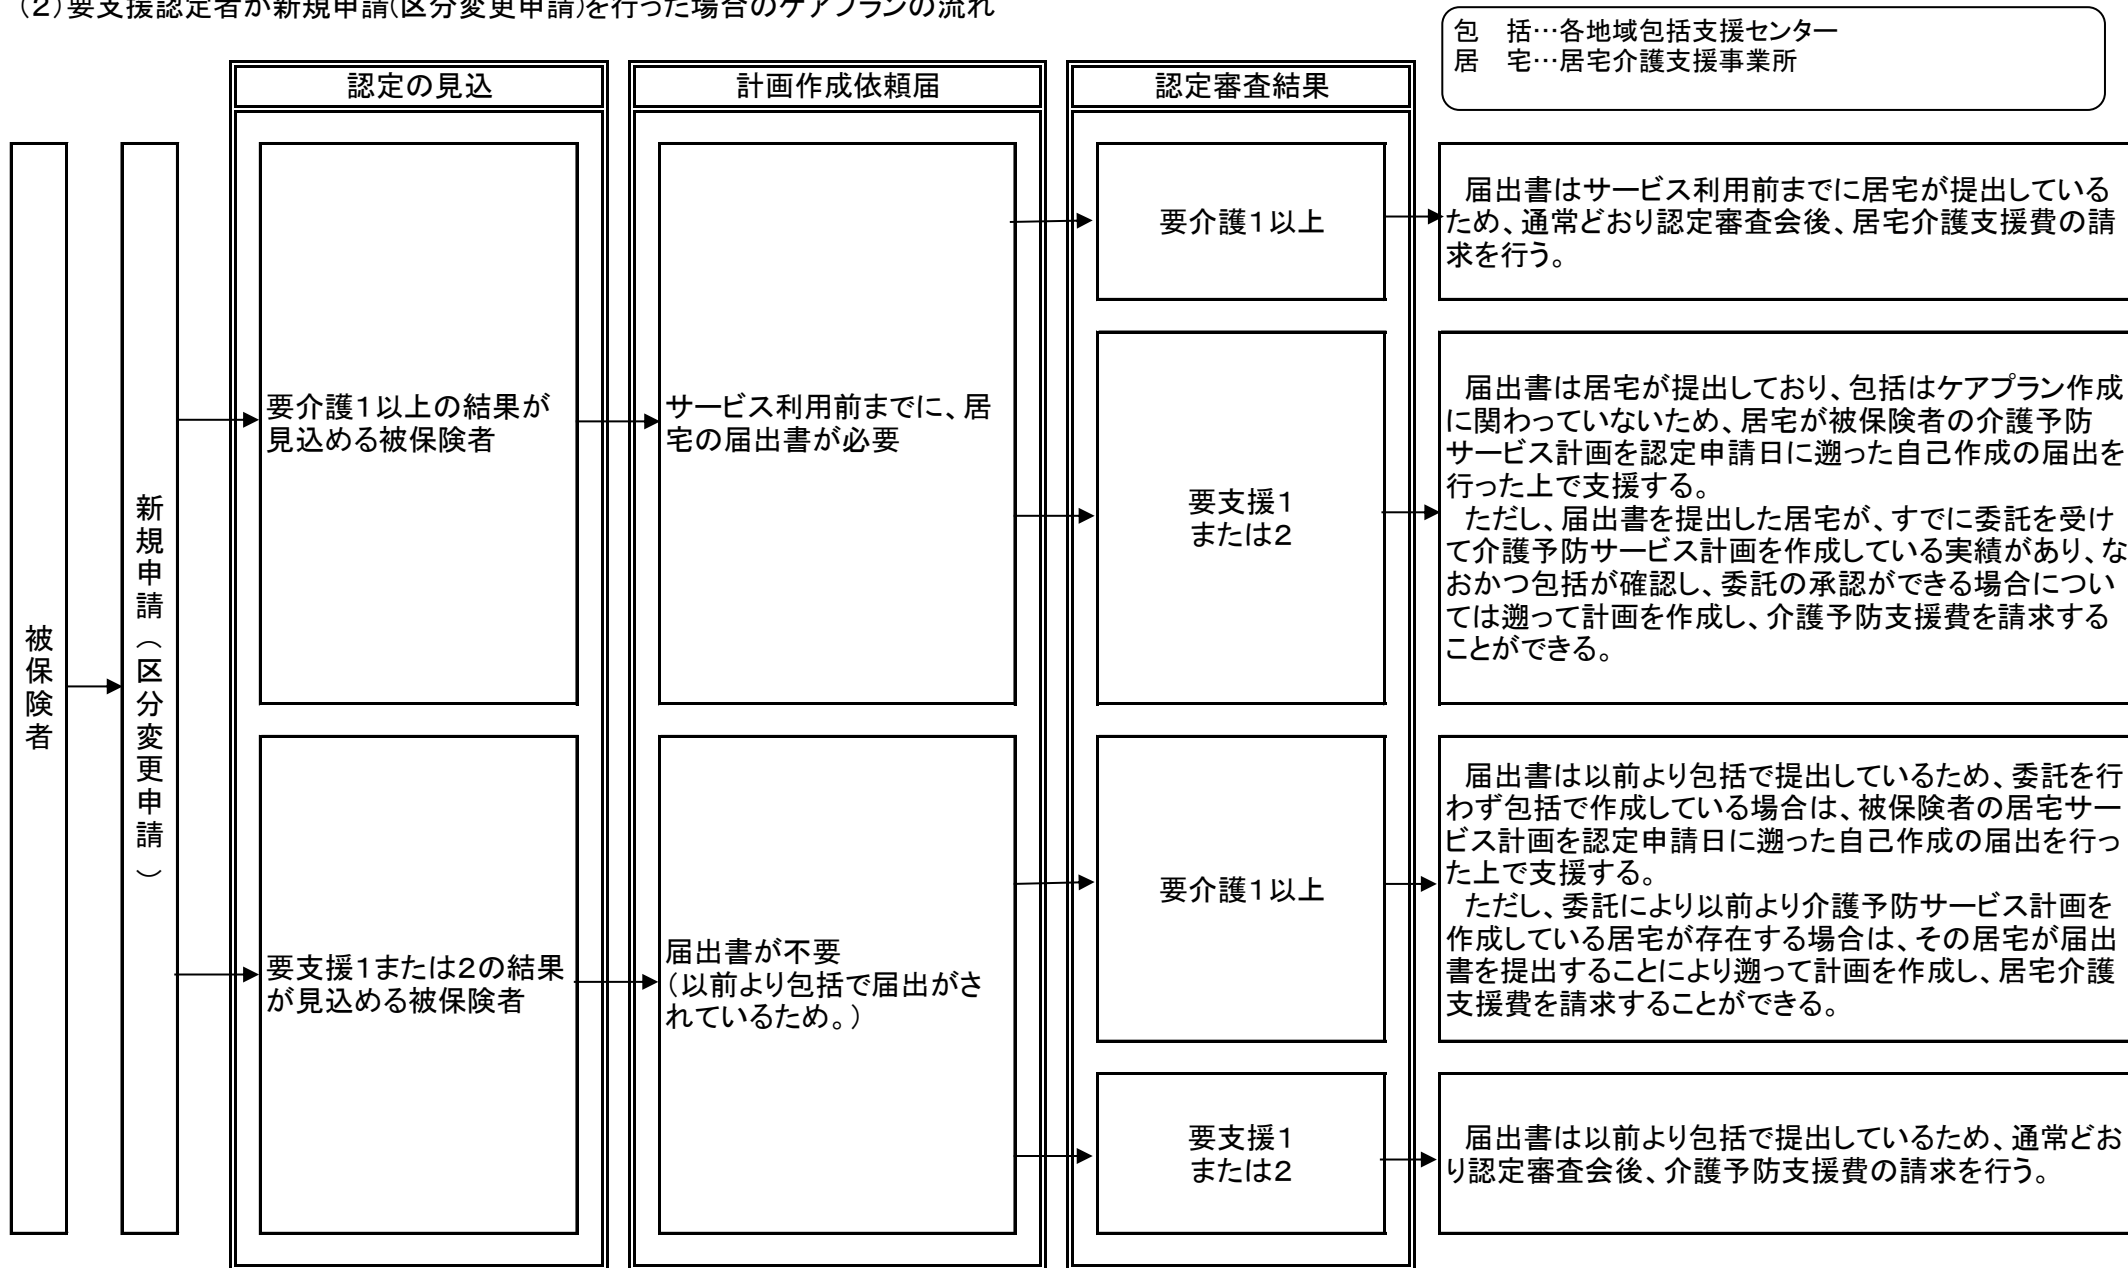 （2）要支援認定者が新規申請(区分変更申請)を行った場合のケアプランの流れ
包　括…各地域包括支援センター
居　宅…居宅介護支援事業所
認定の見込
計画作成依頼届
認定審査結果
被保険者
新規申請（区分変更申請）
要介護１以上の結果が
見込める被保険者
サービス利用前までに、居
宅の届出書が必要
要介護１以上
届出書はサービス利用前までに居宅が提出している
ため、通常どおり認定審査会後、居宅介護支援費の請
求を行う。
要支援１
または２
届出書は居宅が提出しており、包括はケアプラン作成
に関わっていないため、居宅が被保険者の介護予防
サービス計画を認定申請日に遡った自己作成の届出を
行った上で支援する。
ただし、届出書を提出した居宅が、すでに委託を受け
て介護予防サービス計画を作成している実績があり、な
おかつ包括が確認し、委託の承認ができる場合につい
ては遡って計画を作成し、介護予防支援費を請求する
ことができる。
要支援１または２の結果
が見込める被保険者
届出書が不要
（以前より包括で届出がさ
れているため。）
要介護１以上
届出書は以前より包括で提出しているため、委託を行
わず包括で作成している場合は、被保険者の居宅サー
ビス計画を認定申請日に遡った自己作成の届出を行っ
た上で支援する。
ただし、委託により以前より介護予防サービス計画を
作成している居宅が存在する場合は、その居宅が届出
書を提出することにより遡って計画を作成し、居宅介護
支援費を請求することができる。
要支援１
または２
届出書は以前より包括で提出しているため、通常どお
り認定審査会後、介護予防支援費の請求を行う。